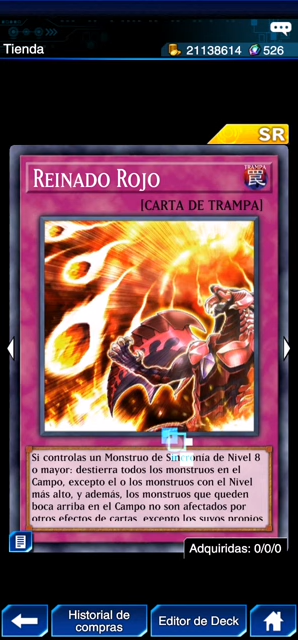 Tienda
21138614
526
SR
REINADO ROJO
TRAMPA
罠
[CARTA DE TRAMPA]
Si controlas un Monstruo de Sincronía de Nivel 8
o mayor: destierra todos los monstruos en el
Campo, excepto el o los monstruos con el Nivel
más alto, y además, los monstruos que queden
boca arriba en el Campo no son afectados por
otros efectos de cartas, excepto los suyos propios
Adquiridas: 0/0/0
Historial de
compras
Editor de Deck